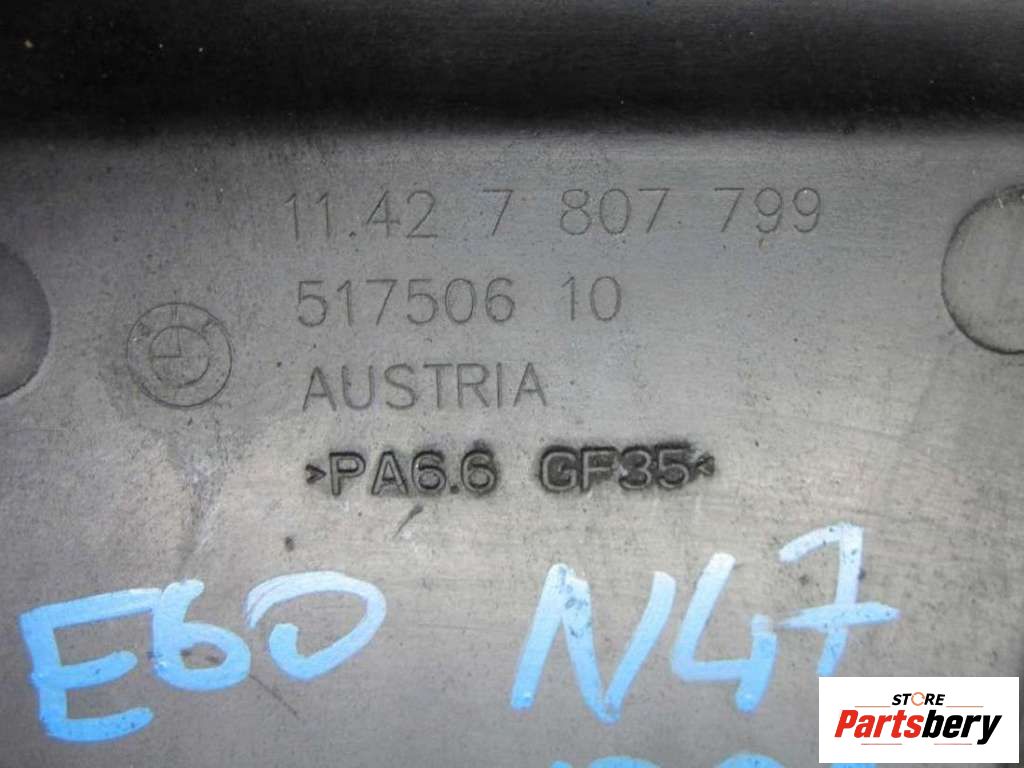 11.42 7 807 799
517506 10
AUSTRIA
>PA6.6 GF35<
E60 N47
STORE
Partsbery